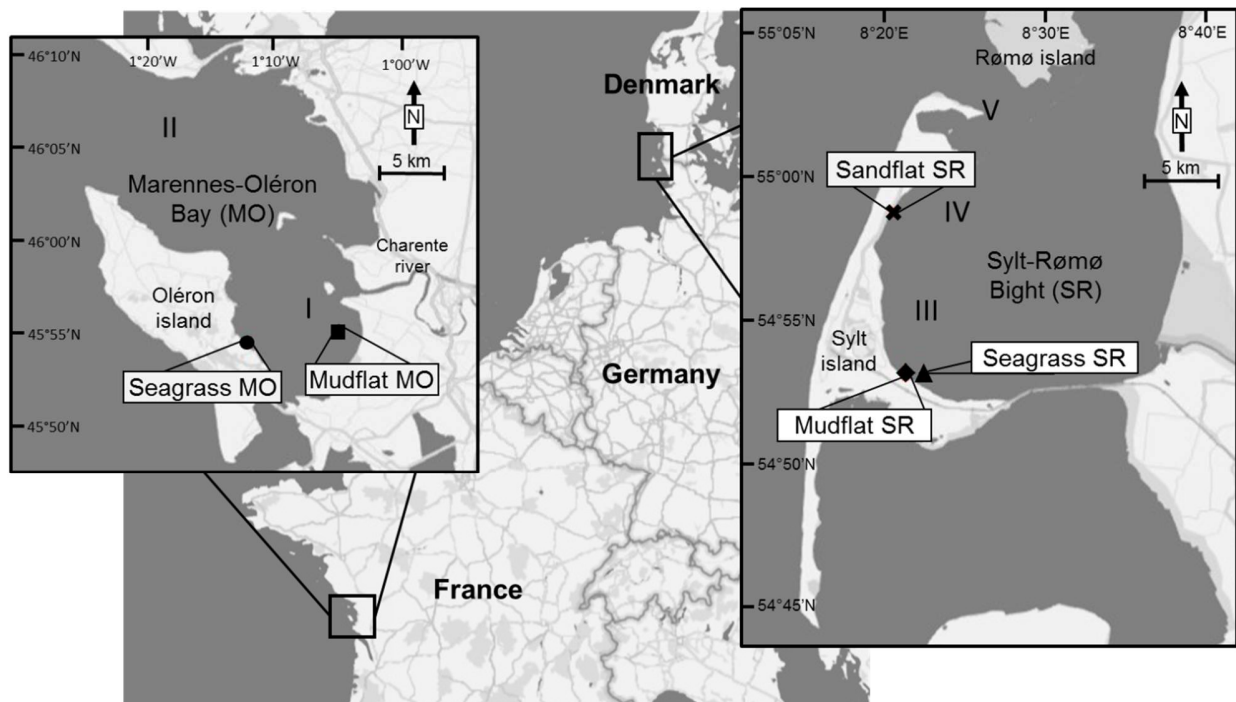 46°10’N
46°05’N
46°00’N
45°55’N
45°50’N
1°20’W
1°10’W
1°00’W
N
5 km
II
Marennes-Oléron
Bay (MO)
Charente
river
Oléron
island
I
Seagrass MO
Mudflat MO
Denmark
Germany
France
55°05’N
55°00’N
54°55’N
54°50’N
54°45’N
8°20’E
8°30’E
8°40’E
Rømø island
N
5 km
V
Sandflat SR
IV
Sylt-Rømø
Bight (SR)
III
Sylt
island
Seagrass SR
Mudflat SR